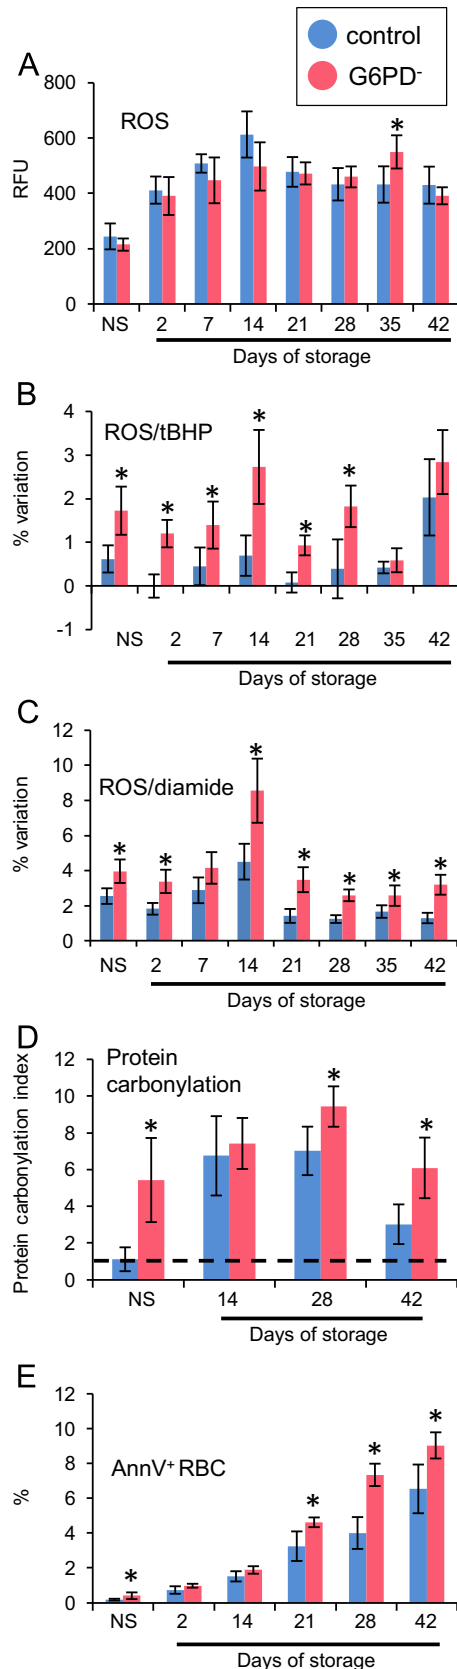 control
G6PD-
A
ROS
RFU
800
600
400
200
0
*
NS 2 7 14 21 28 35 42
Days of storage
B
ROS/tBHP
% variation
4
3
2
1
0
-1
* * * * * *
NS 2 7 14 21 28 35 42
Days of storage
C
ROS/diamide
% variation
12
10
8
6
4
2
0
* * * * * * *
NS 2 7 14 21 28 35 42
Days of storage
D
Protein
carbonylation
Protein carbonylation index
12
10
8
6
4
2
0
* * *
NS 14 28 42
Days of storage
E
AnnV+ RBC
%
12
10
8
6
4
2
0
* * * *
NS 2 14 21 28 42
Days of storage